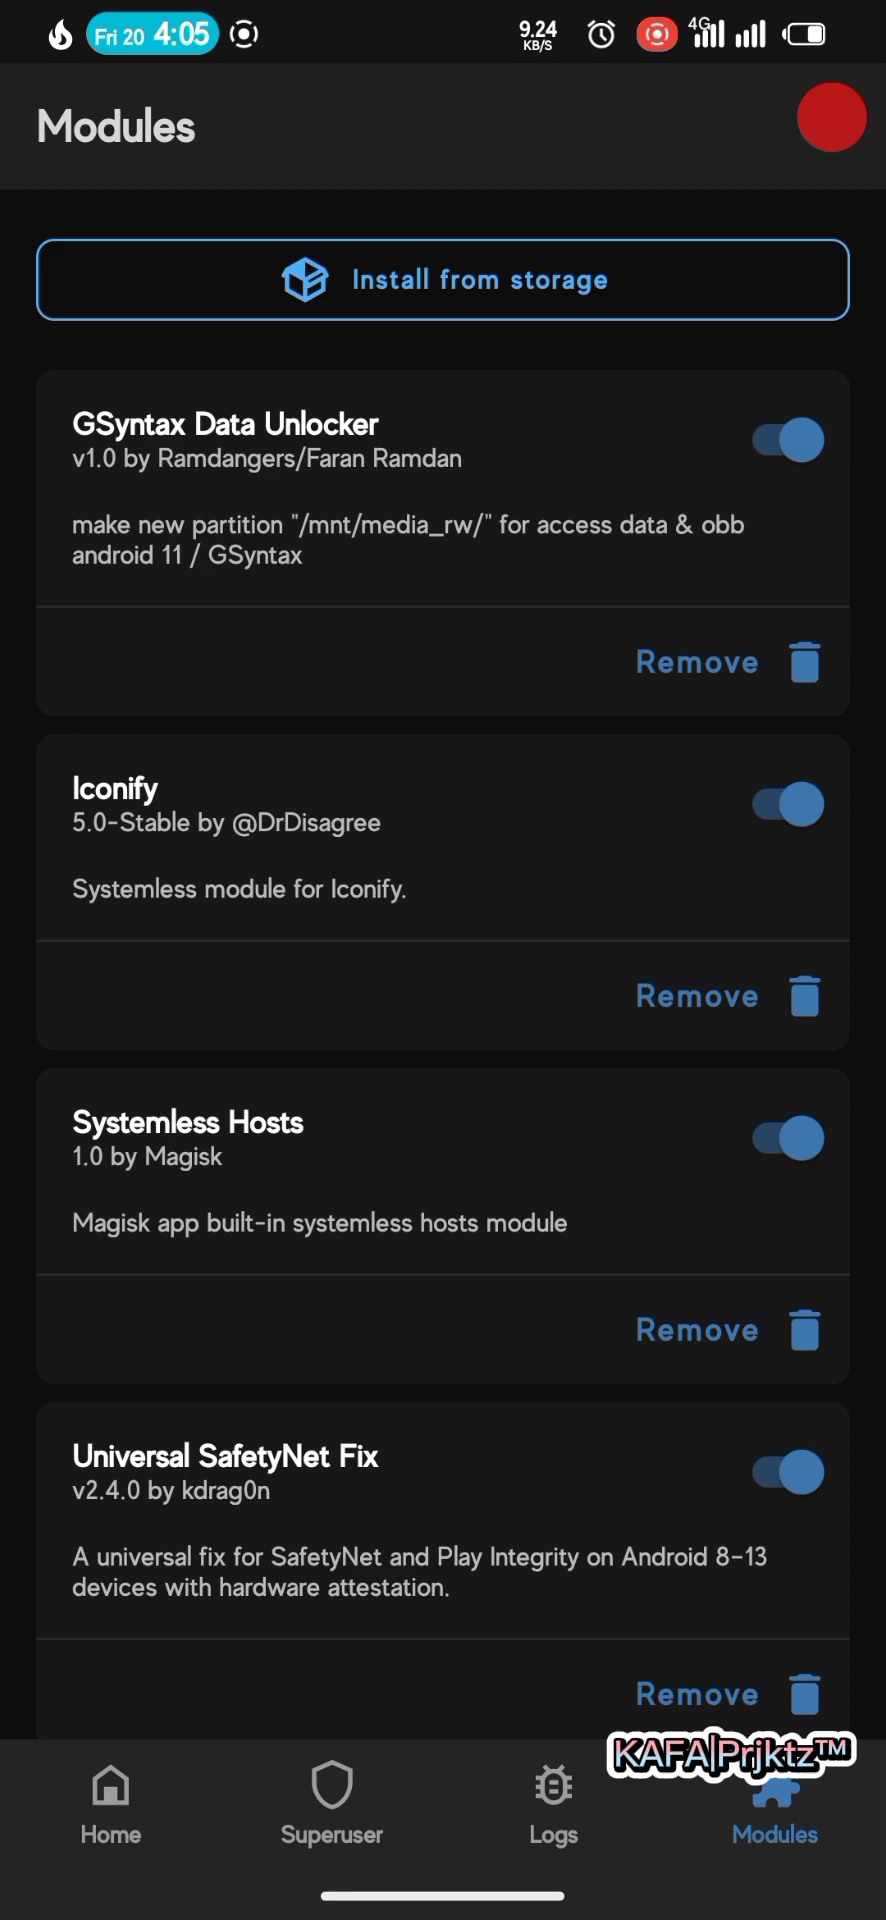 Fri 20 4:05
9.24
KB/S
4G
Modules
Install from storage
GSyntax Data Unlocker
v1.0 by Ramdangers/Faran Ramdan
make new partition "/mnt/media_rw/" for access data & obb
android 11 / GSyntax
Remove
Iconify
5.0-Stable by @DrDisagree
Systemless module for Iconify.
Remove
Systemless Hosts
1.0 by Magisk
Magisk app built-in systemless hosts module
Remove
Universal SafetyNet Fix
v2.4.0 by kdrag0n
A universal fix for SafetyNet and Play Integrity on Android 8-13
devices with hardware attestation.
Remove
KAFA|Prjktz™
Home
Superuser
Logs
Modules